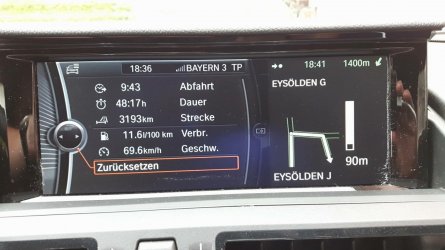 18:36 BAYERN 3 TP
9:43 Abfahrt
48:17h Dauer
3193km Strecke
11.6l/100 km Verbr.
69.6km/h Geschw.
Zurücksetzen
18:41 1400m
EYSÖLDEN G
90m
EYSÖLDEN J